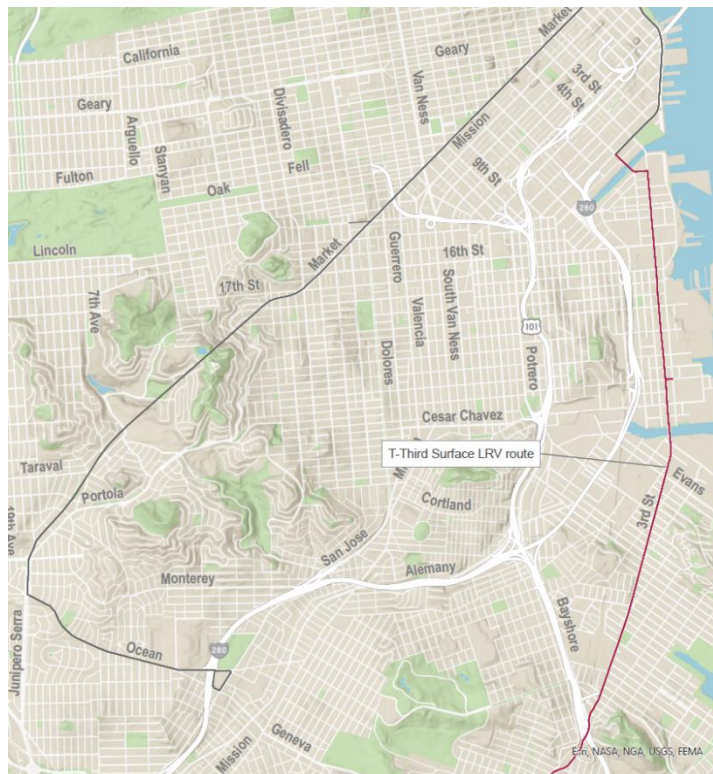 California
Geary
Market
3rd St
4th St
Van Ness
Mission
Geary
Divisadero
Arguello
Stanyan
9th St
Fulton
Fell
Oak
280
Lincoln
Market
Guerrero
16th St
17th St
7th Ave
Valencia
South Van Ness
101
Dolores
Potrero
Cesar Chavez
T-Third Surface LRV route
Taraval
Evans
Portola
Cortland
3rd St
19th Ave
San Jose
Monterey
Alemany
Bayshore
Junipero Serra
Ocean
280
Geneva
Mission
Esri, NASA, NGA, USGS, FEMA